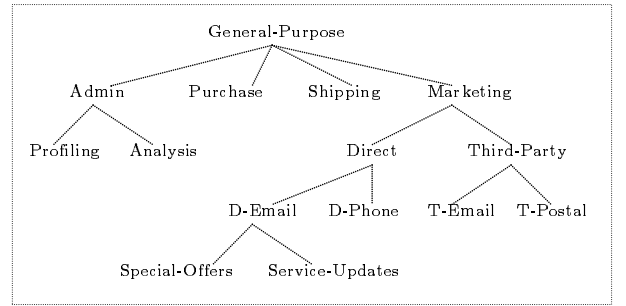 General-Purpose
Admin Purchase Shipping Marketing
Profiling Analysis Direct Third-Party
D-Email D-Phone T-Email T-Postal
Special-Offers Service-Updates